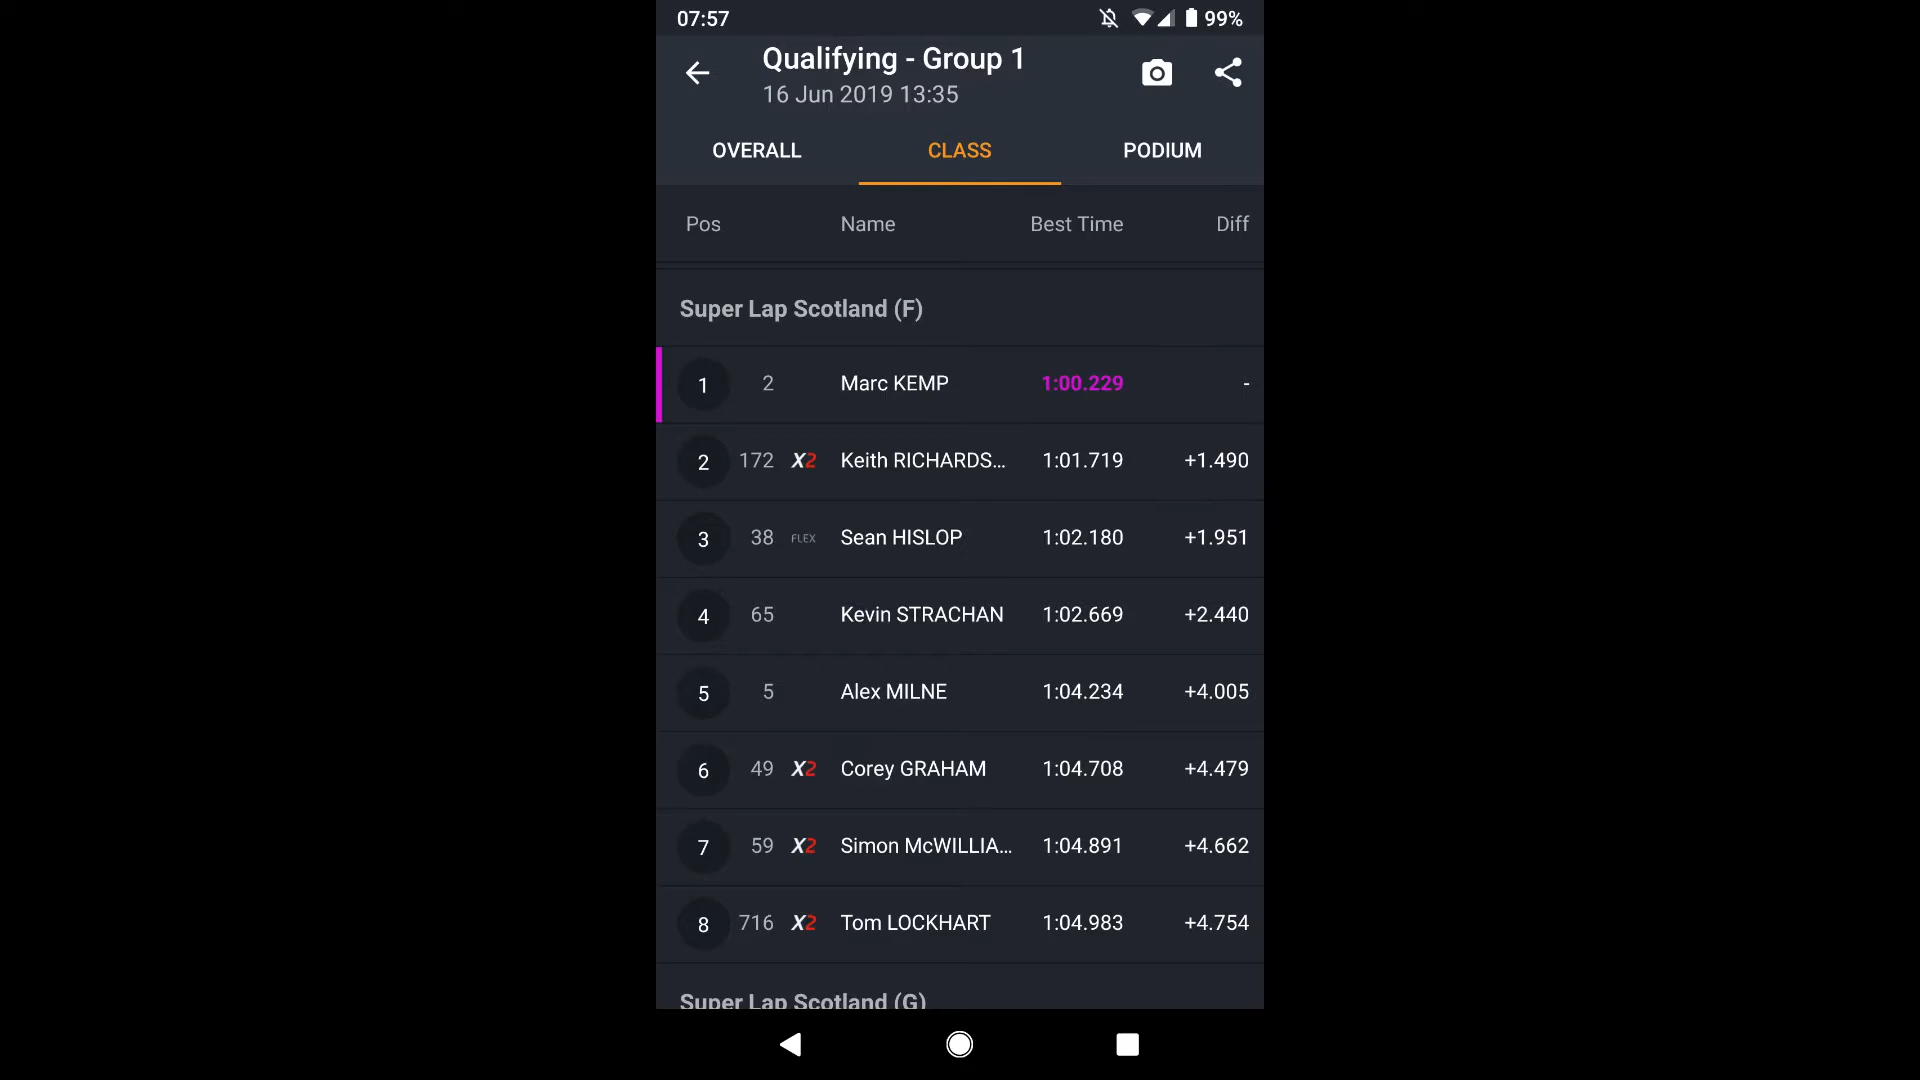 07:57 99%
Qualifying - Group 1
16 Jun 2019 13:35
OVERALL CLASS PODIUM
Pos Name Best Time Diff
Super Lap Scotland (F)
1 2 Marc KEMP 1:00.229 -
2 172 X2 Keith RICHARDS... 1:01.719 +1.490
3 38 FLEX Sean HISLOP 1:02.180 +1.951
4 65 Kevin STRACHAN 1:02.669 +2.440
5 5 Alex MILNE 1:04.234 +4.005
6 49 X2 Corey GRAHAM 1:04.708 +4.479
7 59 X2 Simon McWILLIA... 1:04.891 +4.662
8 716 X2 Tom LOCKHART 1:04.983 +4.754
Super Lap Scotland (G)